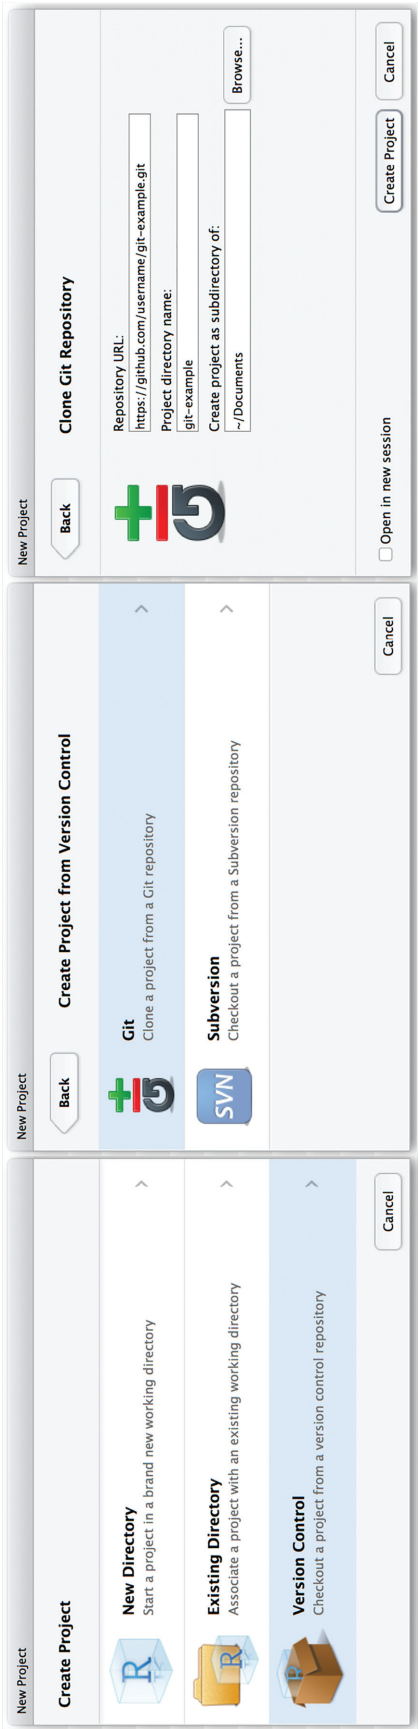 New Project
Create Project
R
New Directory
Start a project in a brand new working directory
R
Existing Directory
Associate a project with an existing working directory
R
Version Control
Checkout a project from a version control repository
Cancel
New Project
Back
Create Project from Version Control
Git
Clone a project from a Git repository
SVN
Subversion
Checkout a project from a Subversion repository
Cancel
New Project
Back
Clone Git Repository
Repository URL:
https://github.com/username/git-example.git
Project directory name:
git-example
Create project as subdirectory of:
~/Documents
Browse...
Open in new session
Create Project
Cancel